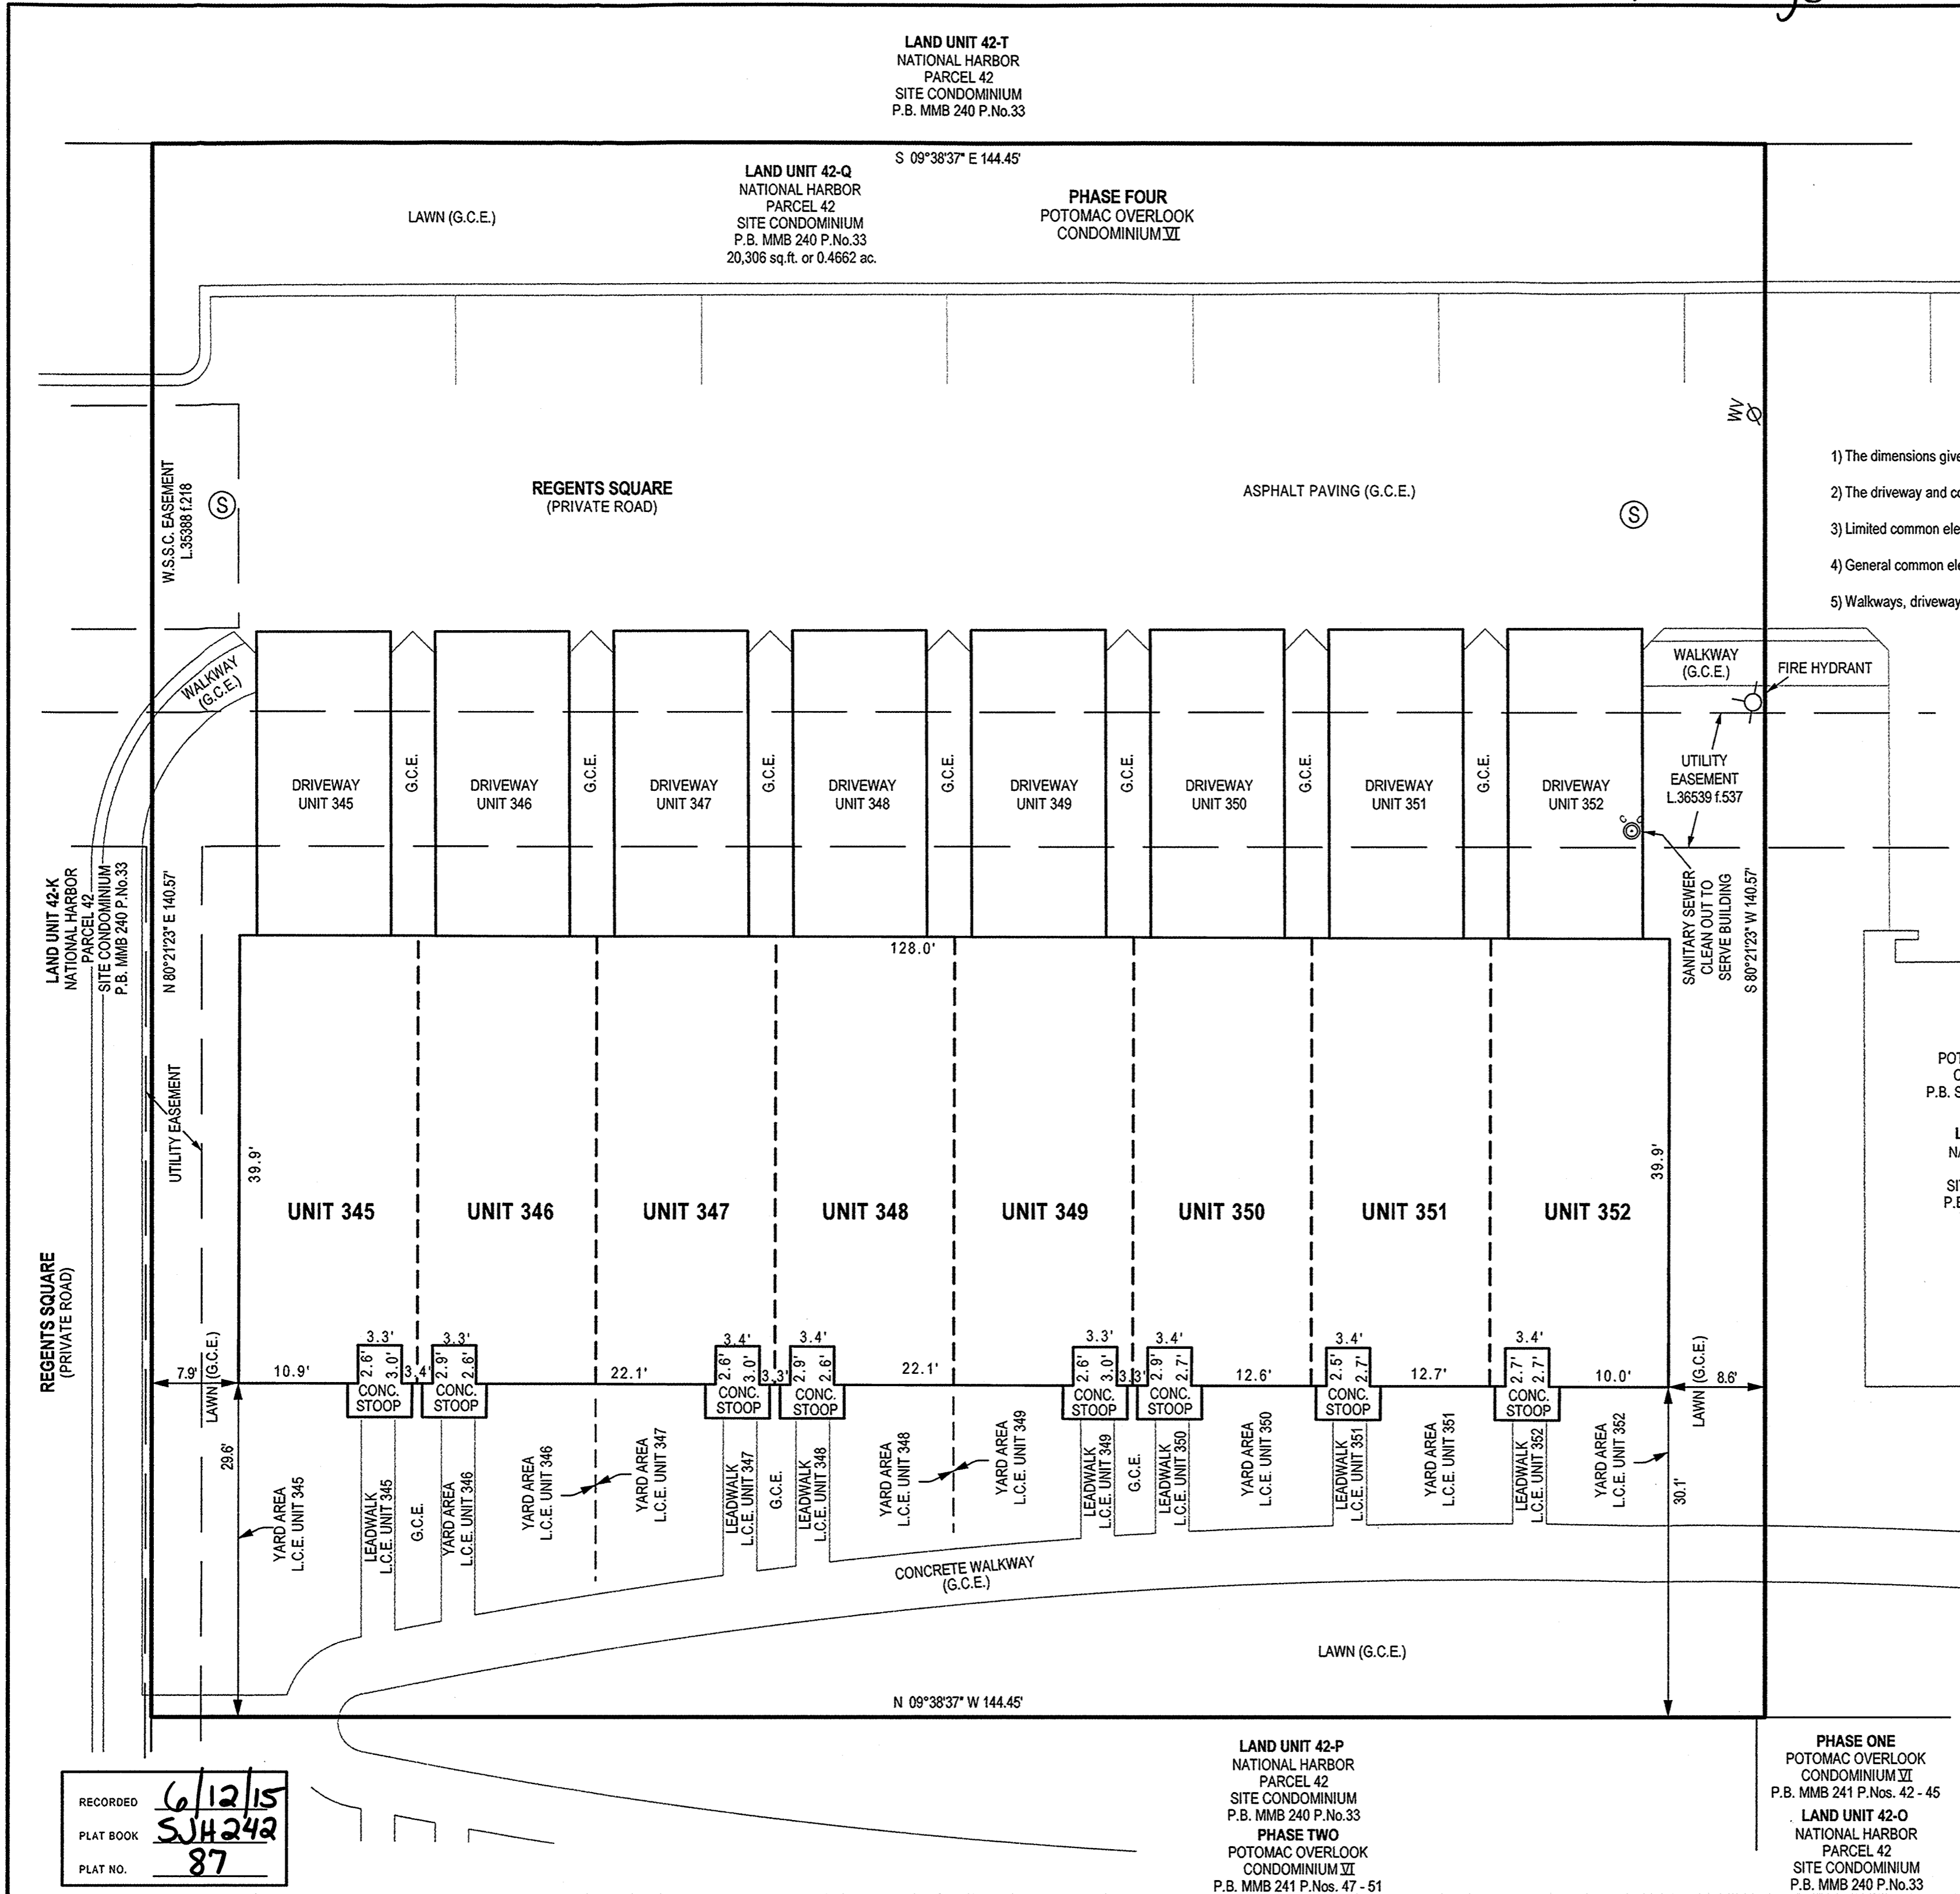 LAND UNIT 42-T
NATIONAL HARBOR
PARCEL 42
SITE CONDOMINIUM
P.B. MMB 240 P.No.33
S 09°38'37" E 144.45'
LAND UNIT 42-Q
NATIONAL HARBOR
PARCEL 42
SITE CONDOMINIUM
P.B. MMB 240 P.No.33
20,306 sq.ft. or 0.4662 ac.
PHASE FOUR
POTOMAC OVERLOOK
CONDOMINIUM VI
LAWN (G.C.E.)
WV
W.S.S.C. EASEMENT
L.35388 f.218
S
REGENTS SQUARE
(PRIVATE ROAD)
ASPHALT PAVING (G.C.E.)
S
1) The dimensions give
2) The driveway and co
3) Limited common ele
4) General common ele
5) Walkways, driveway
WALKWAY
(G.C.E.)
WALKWAY
(G.C.E.)
FIRE HYDRANT
DRIVEWAY
UNIT 345
G.C.E.
DRIVEWAY
UNIT 346
G.C.E.
DRIVEWAY
UNIT 347
G.C.E.
DRIVEWAY
UNIT 348
G.C.E.
DRIVEWAY
UNIT 349
G.C.E.
DRIVEWAY
UNIT 350
G.C.E.
DRIVEWAY
UNIT 351
G.C.E.
DRIVEWAY
UNIT 352
C O
UTILITY
EASEMENT
L.36539 f.537
LAND UNIT 42-K
NATIONAL HARBOR
PARCEL 42
SITE CONDOMINIUM
P.B. MMB 240 P.No.33
N 80°21'23" E 140.57'
128.0'
SANITARY SEWER
CLEAN OUT TO
SERVE BUILDING
S 80°21'23" W 140.57'
UTILITY EASEMENT
39.9'
39.9'
UNIT 345
UNIT 346
UNIT 347
UNIT 348
UNIT 349
UNIT 350
UNIT 351
UNIT 352
POT
C
P.B. S
L
NA
SIT
P.B
REGENTS SQUARE
(PRIVATE ROAD)
7.9'
LAWN (G.C.E.)
10.9'
3.3'
2.6'
3.0'
CONC.
STOOP
3.4'
3.3'
2.9'
2.6'
CONC.
STOOP
22.1'
3.4'
2.6'
3.0'
CONC.
STOOP
3.3'
3.4'
2.9'
2.6'
CONC.
STOOP
22.1'
3.3'
2.6'
3.0'
CONC.
STOOP
3.3'
3.4'
2.9'
2.7'
CONC.
STOOP
12.6'
3.4'
2.5'
2.7'
CONC.
STOOP
12.7'
3.4'
2.7'
2.7'
CONC.
STOOP
10.0'
LAWN (G.C.E.)
8.6'
29.6'
YARD AREA
L.C.E. UNIT 345
LEADWALK
L.C.E. UNIT 345
G.C.E.
YARD AREA
L.C.E. UNIT 346
YARD AREA
L.C.E. UNIT 346
YARD AREA
L.C.E. UNIT 347
LEADWALK
L.C.E. UNIT 347
G.C.E.
LEADWALK
L.C.E. UNIT 348
YARD AREA
L.C.E. UNIT 348
YARD AREA
L.C.E. UNIT 349
LEADWALK
L.C.E. UNIT 349
G.C.E.
LEADWALK
L.C.E. UNIT 350
YARD AREA
L.C.E. UNIT 350
LEADWALK
L.C.E. UNIT 351
YARD AREA
L.C.E. UNIT 351
LEADWALK
L.C.E. UNIT 352
YARD AREA
L.C.E. UNIT 352
30.1'
CONCRETE WALKWAY
(G.C.E.)
LAWN (G.C.E.)
N 09°38'37" W 144.45'
RECORDED 6/12/15
PLAT BOOK SJH242
PLAT NO. 87
LAND UNIT 42-P
NATIONAL HARBOR
PARCEL 42
SITE CONDOMINIUM
P.B. MMB 240 P.No.33
PHASE TWO
POTOMAC OVERLOOK
CONDOMINIUM VI
P.B. MMB 241 P.Nos. 47 - 51
PHASE ONE
POTOMAC OVERLOOK
CONDOMINIUM VI
P.B. MMB 241 P.Nos. 42 - 45
LAND UNIT 42-O
NATIONAL HARBOR
PARCEL 42
SITE CONDOMINIUM
P.B. MMB 240 P.No.33